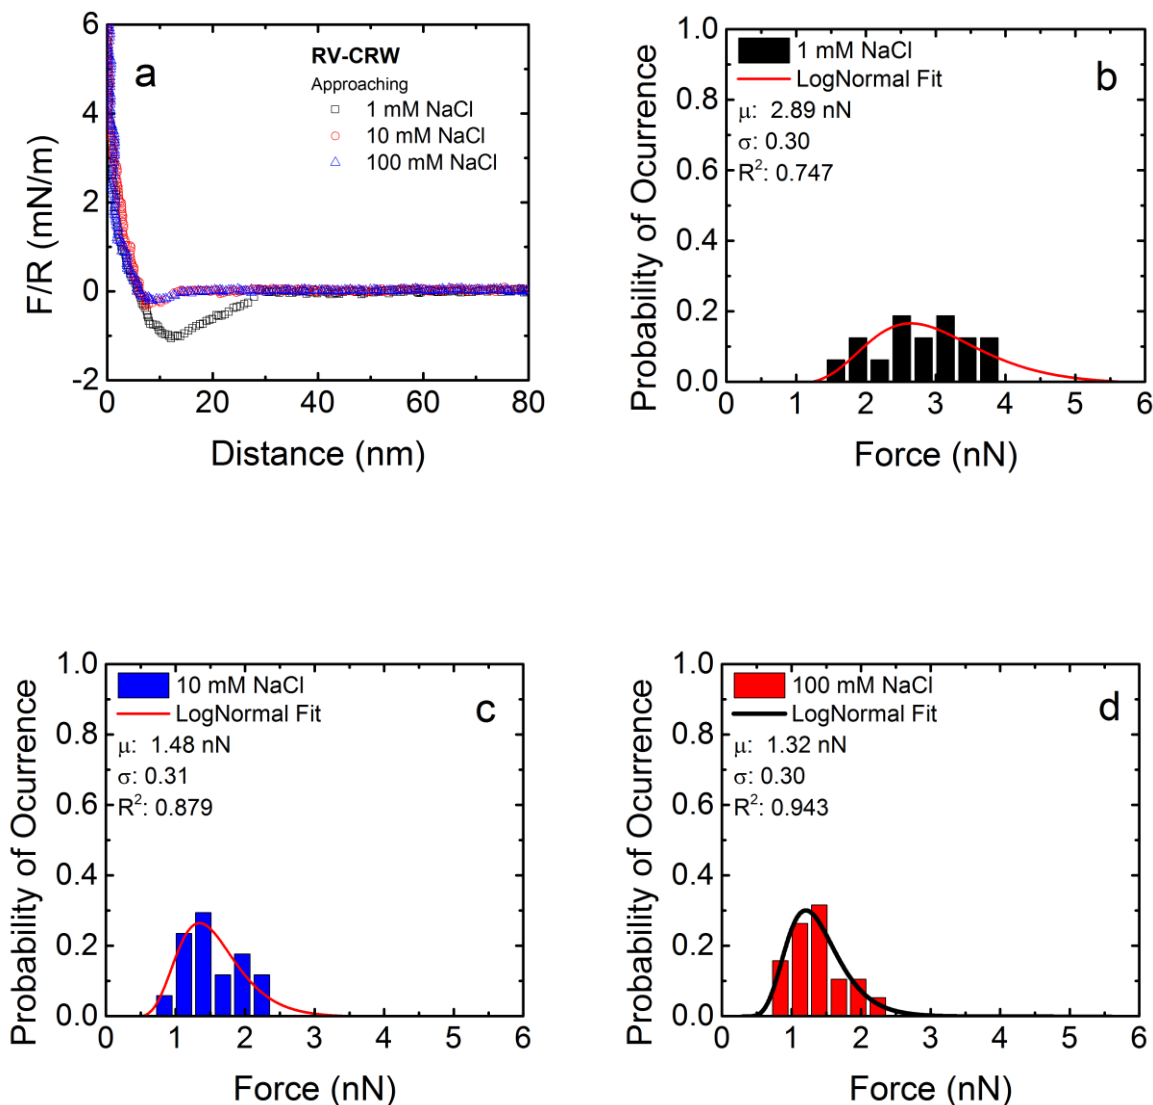 a
RV-CRW
Approaching
1 mM NaCl
10 mM NaCl
100 mM NaCl
F/R (mN/m)
6
4
2
0
-2
0 20 40 60 80
Distance (nm)
b
1 mM NaCl
LogNormal Fit
μ: 2.89 nN
σ: 0.30
R²: 0.747
Probability of Ocurrence
1.0
0.8
0.6
0.4
0.2
0.0
0 1 2 3 4 5 6
Force (nN)
c
10 mM NaCl
LogNormal Fit
μ: 1.48 nN
σ: 0.31
R²: 0.879
Probability of Ocurrence
1.0
0.8
0.6
0.4
0.2
0.0
0 1 2 3 4 5 6
Force (nN)
d
100 mM NaCl
LogNormal Fit
μ: 1.32 nN
σ: 0.30
R²: 0.943
Probability of Ocurrence
1.0
0.8
0.6
0.4
0.2
0.0
0 1 2 3 4 5 6
Force (nN)